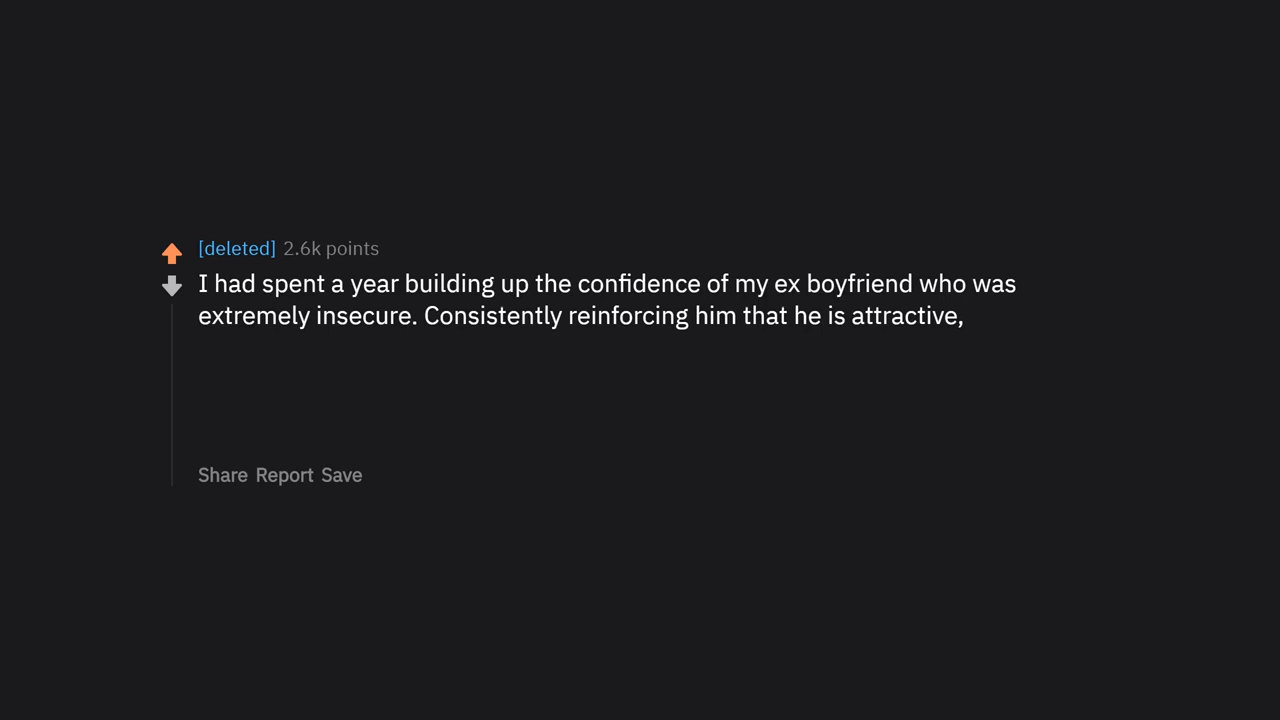 [deleted] 2.6k points
I had spent a year building up the confidence of my ex boyfriend who was
extremely insecure. Consistently reinforcing him that he is attractive,
Share Report Save